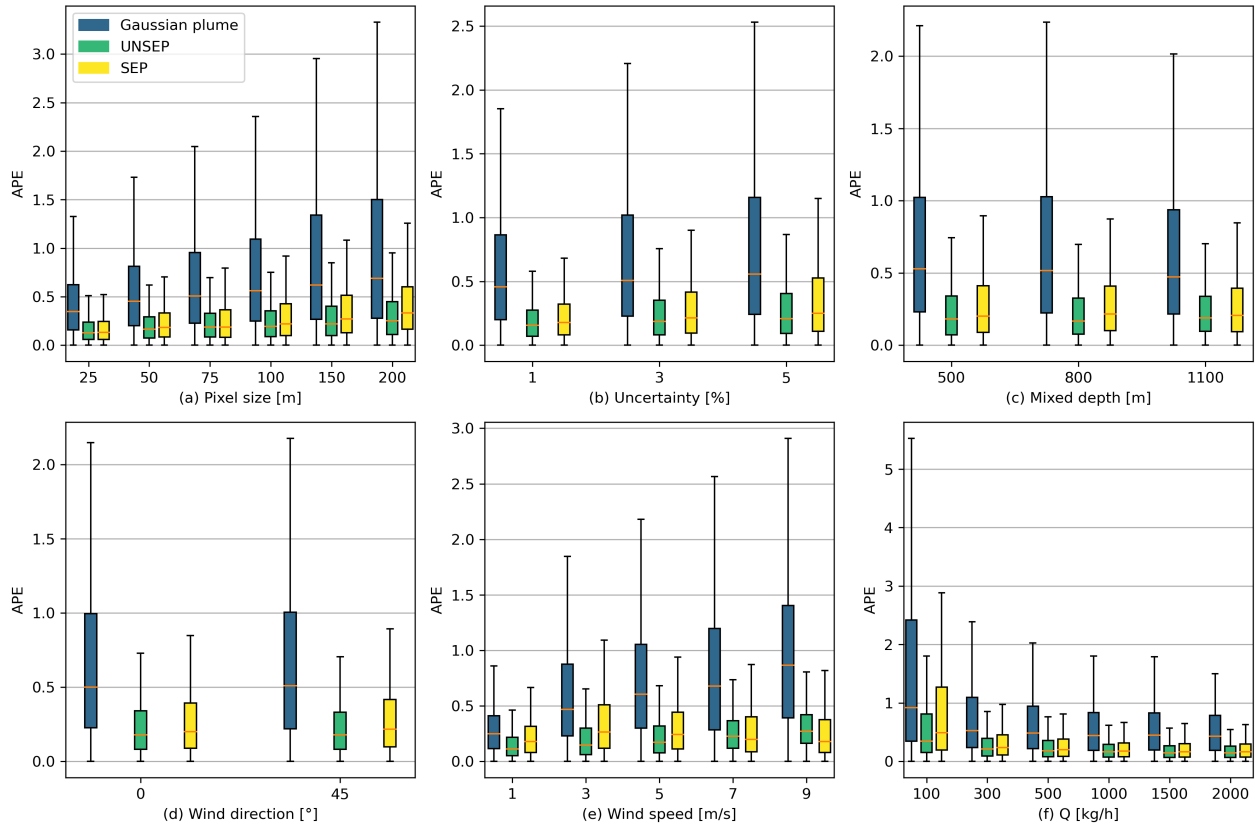 Gaussian plume
UNSEP
SEP
APE
3.0
2.5
2.0
1.5
1.0
0.5
0.0
25 50 75 100 150 200
(a) Pixel size [m]
APE
2.5
2.0
1.5
1.0
0.5
0.0
1 3 5
(b) Uncertainty [%]
APE
2.0
1.5
1.0
0.5
0.0
500 800 1100
(c) Mixed depth [m]
APE
2.0
1.5
1.0
0.5
0.0
0 45
(d) Wind direction [°]
APE
3.0
2.5
2.0
1.5
1.0
0.5
0.0
1 3 5 7 9
(e) Wind speed [m/s]
APE
5
4
3
2
1
0
100 300 500 1000 1500 2000
(f) Q [kg/h]